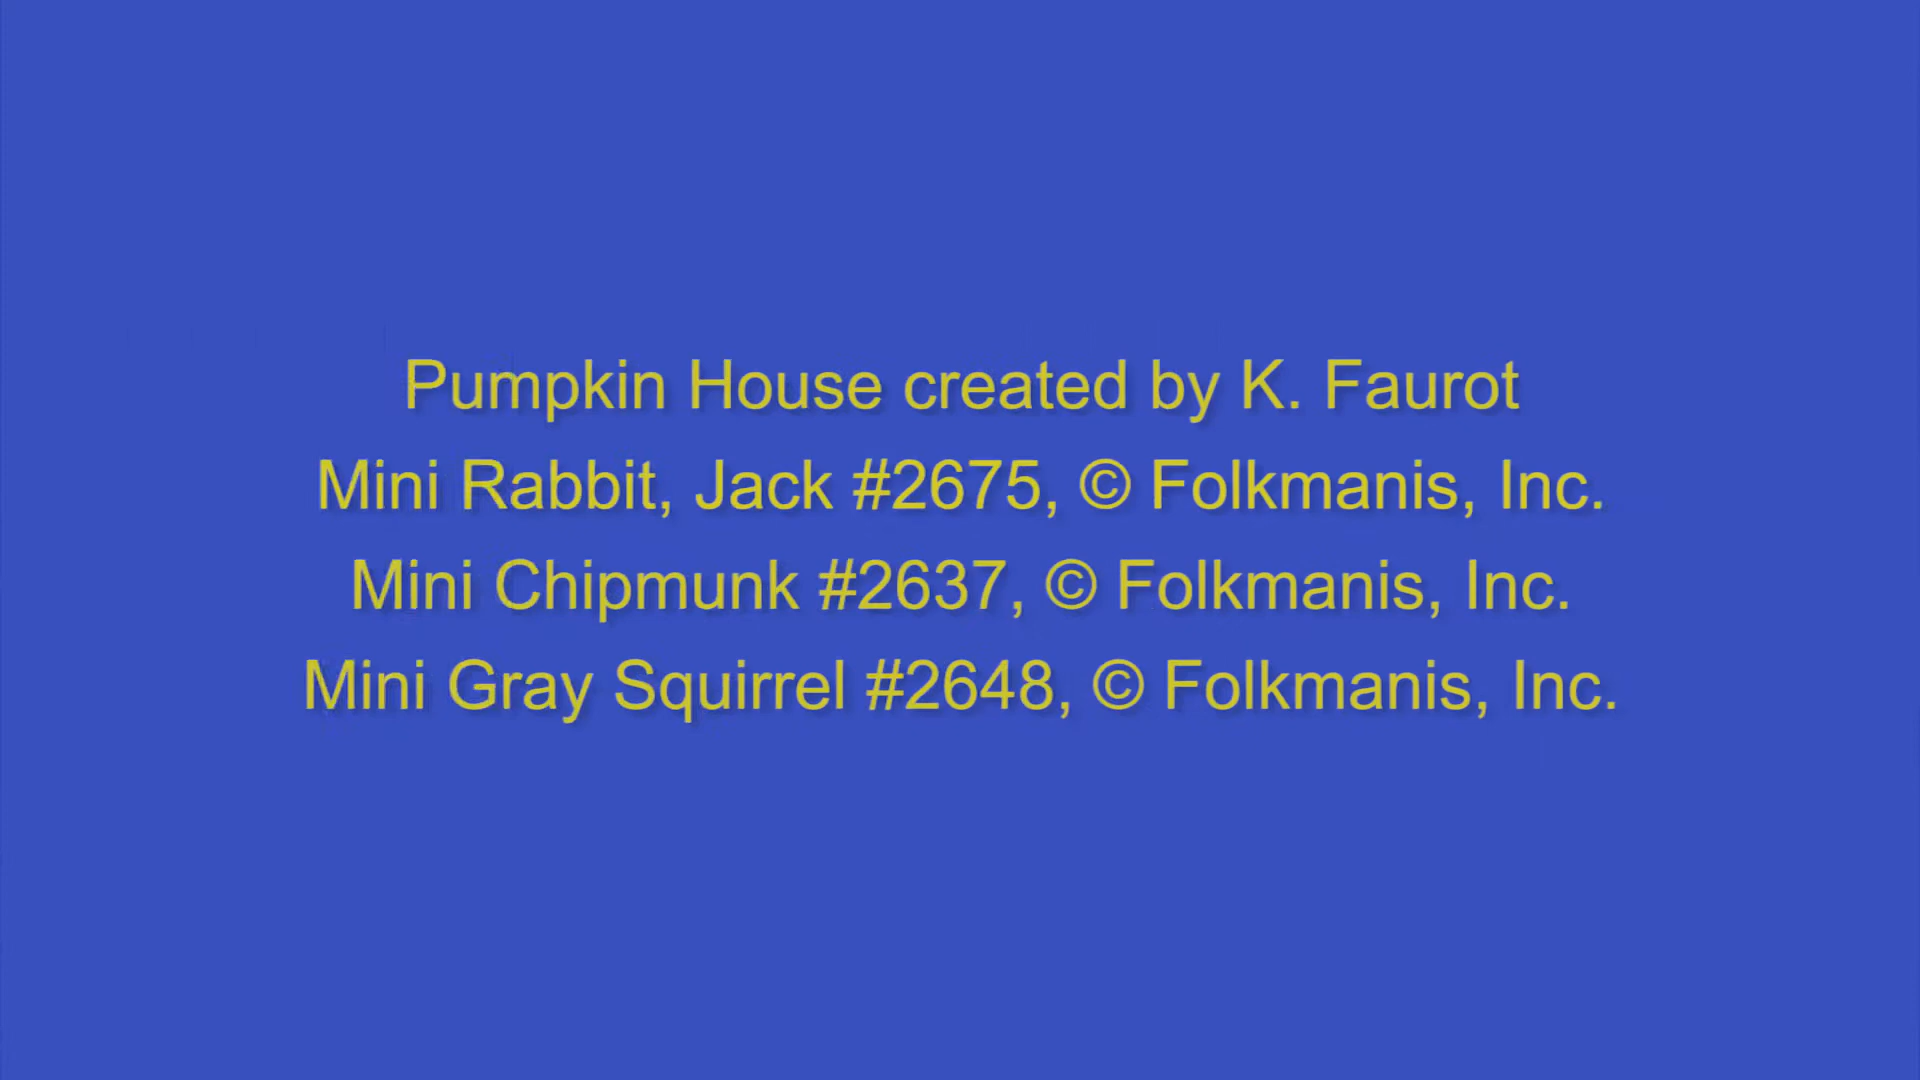 Pumpkin House created by K. Faurot
Mini Rabbit, Jack #2675, © Folkmanis, Inc.
Mini Chipmunk #2637, © Folkmanis, Inc.
Mini Gray Squirrel #2648, © Folkmanis, Inc.